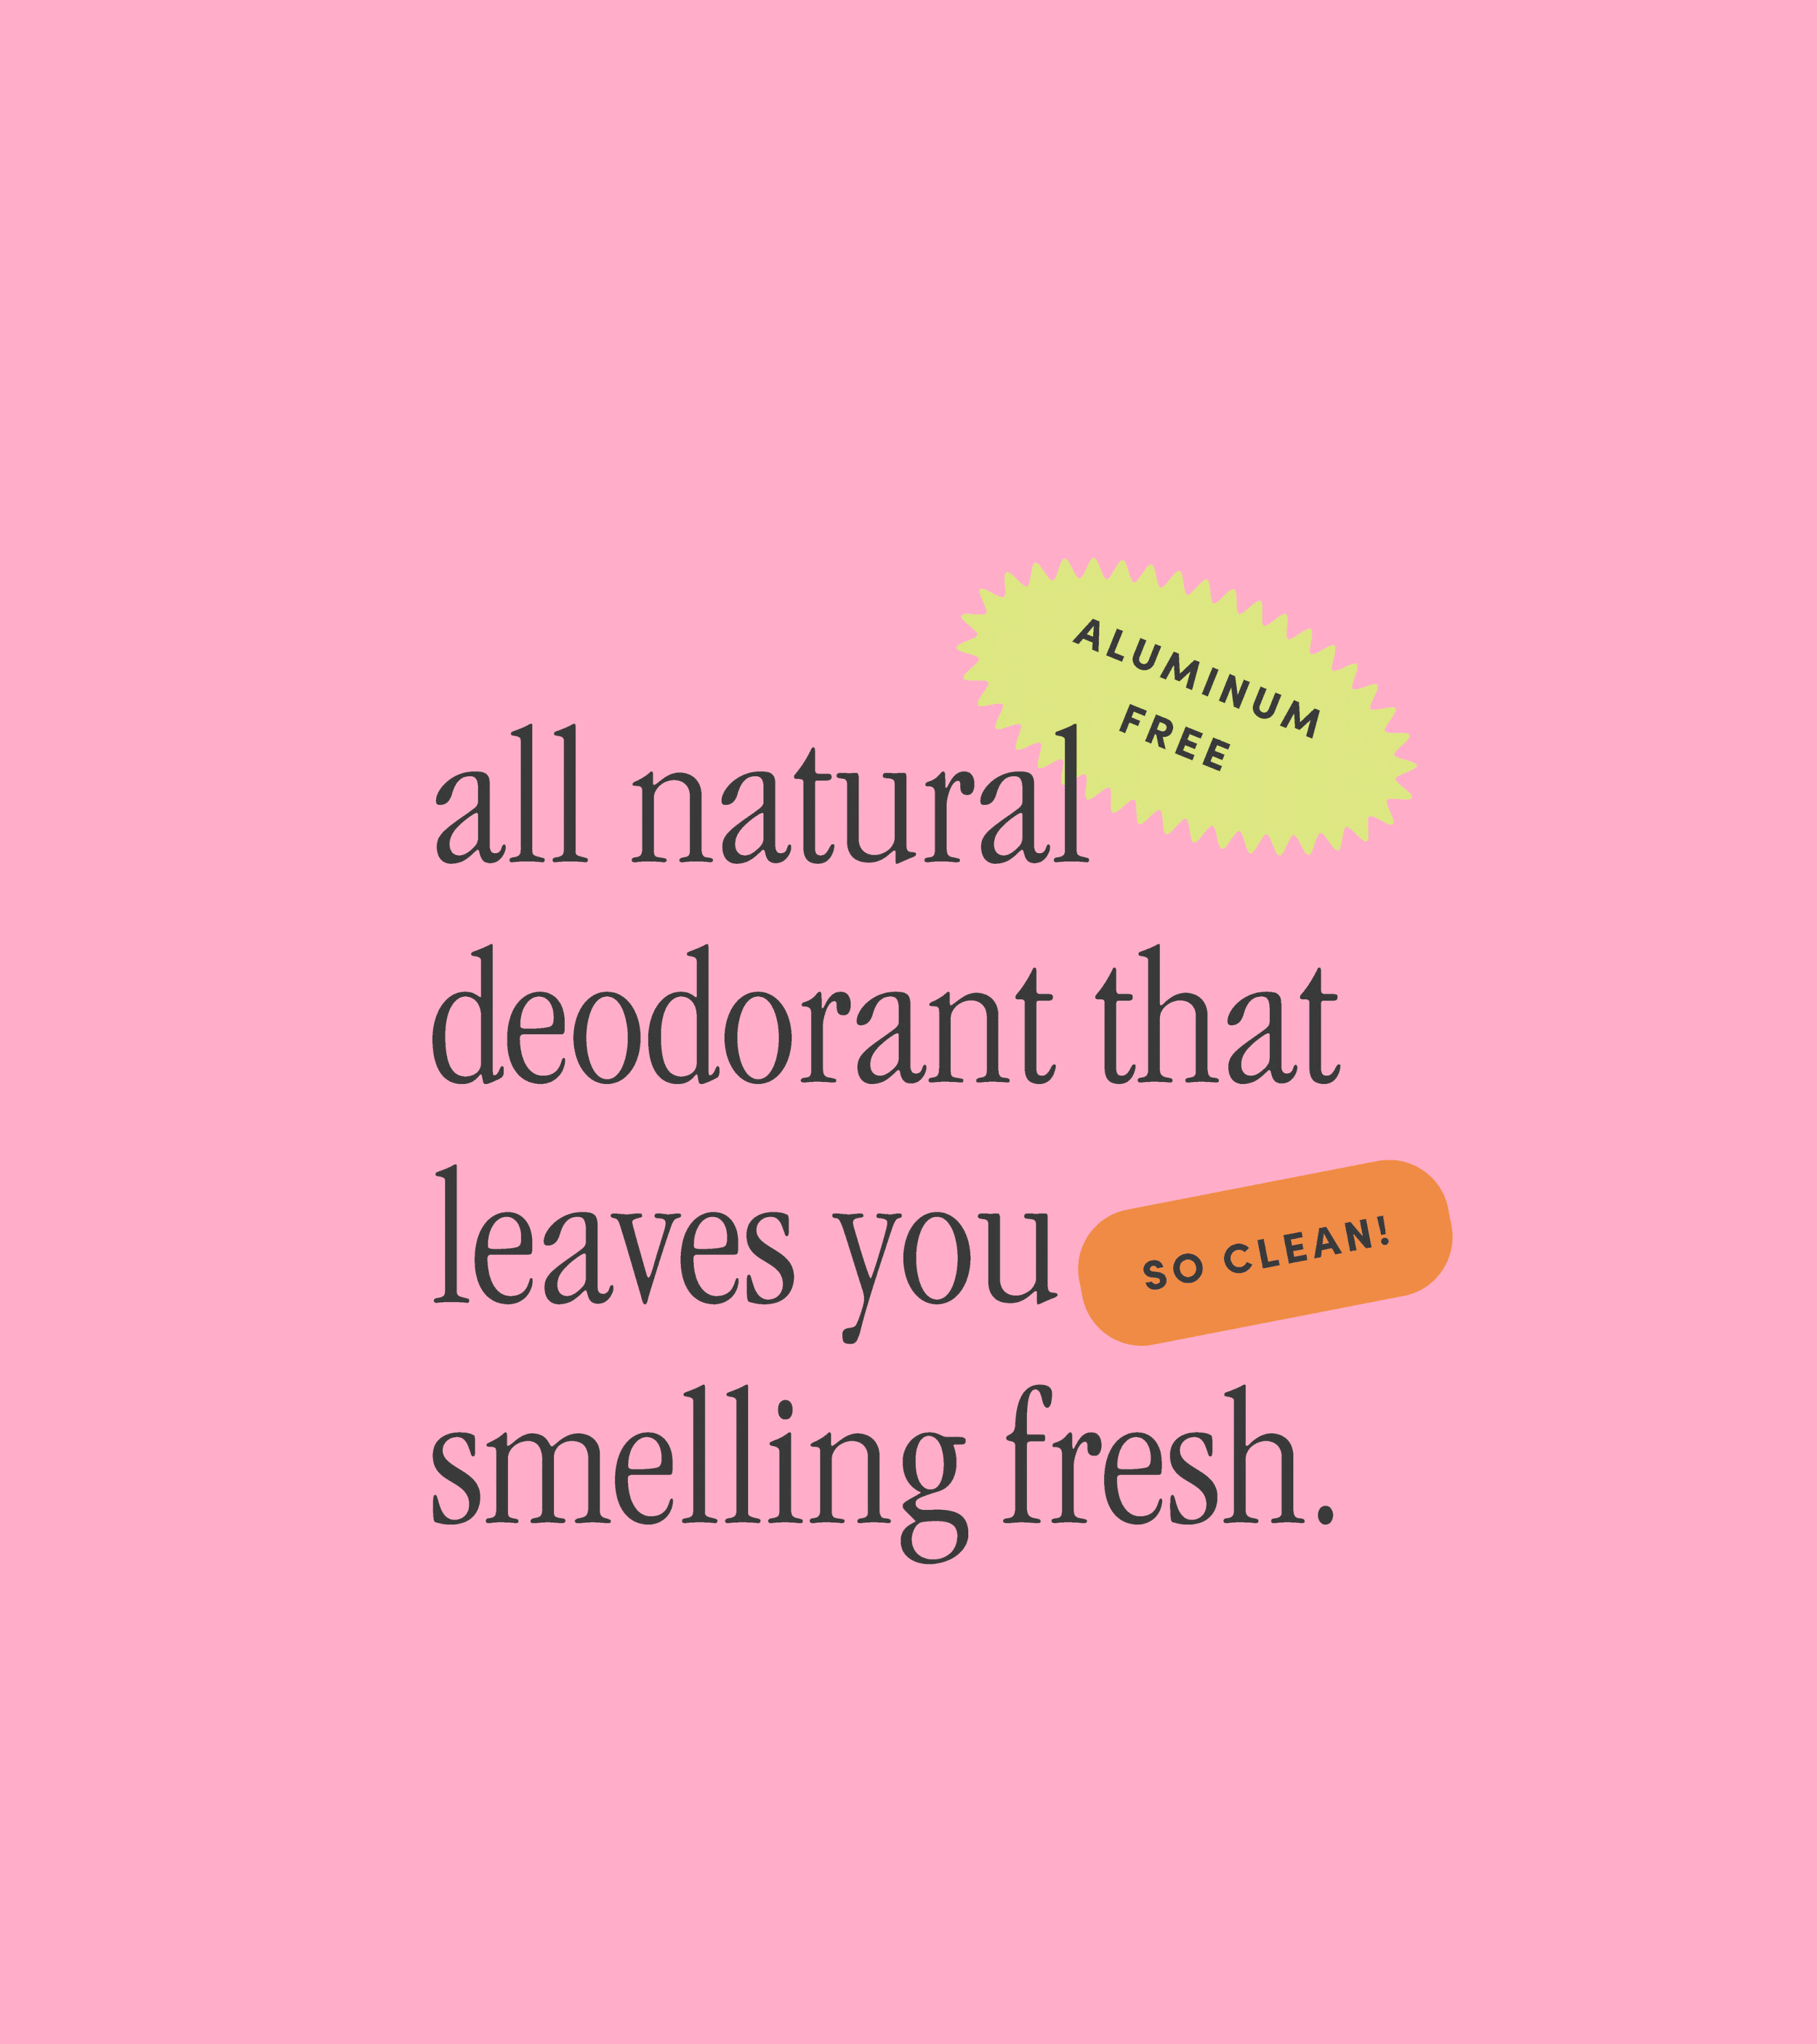 ALUMINUM
FREE
all natural
deodorant that
leaves you
SO CLEAN!
smelling fresh.